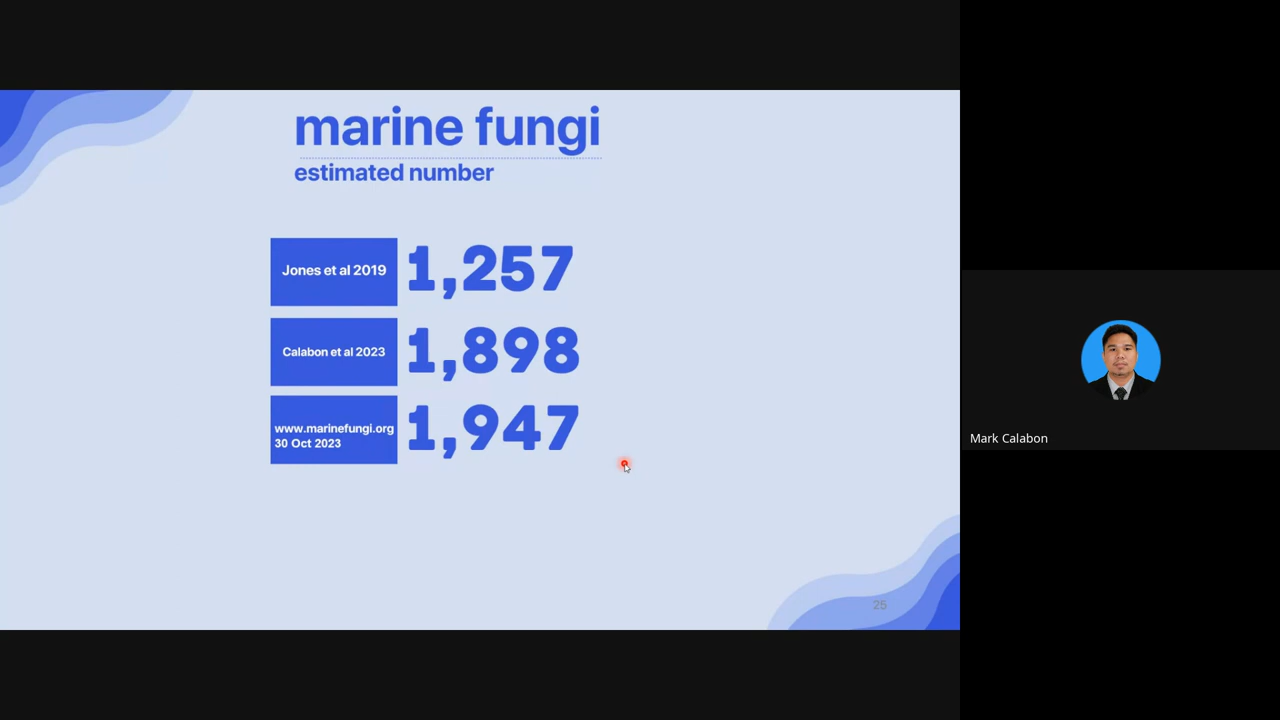 marine fungi
estimated number
Jones et al 2019
1,257
Calabon et al 2023
1,898
www.marinefungi.org
30 Oct 2023
1,947
25
Mark Calabon